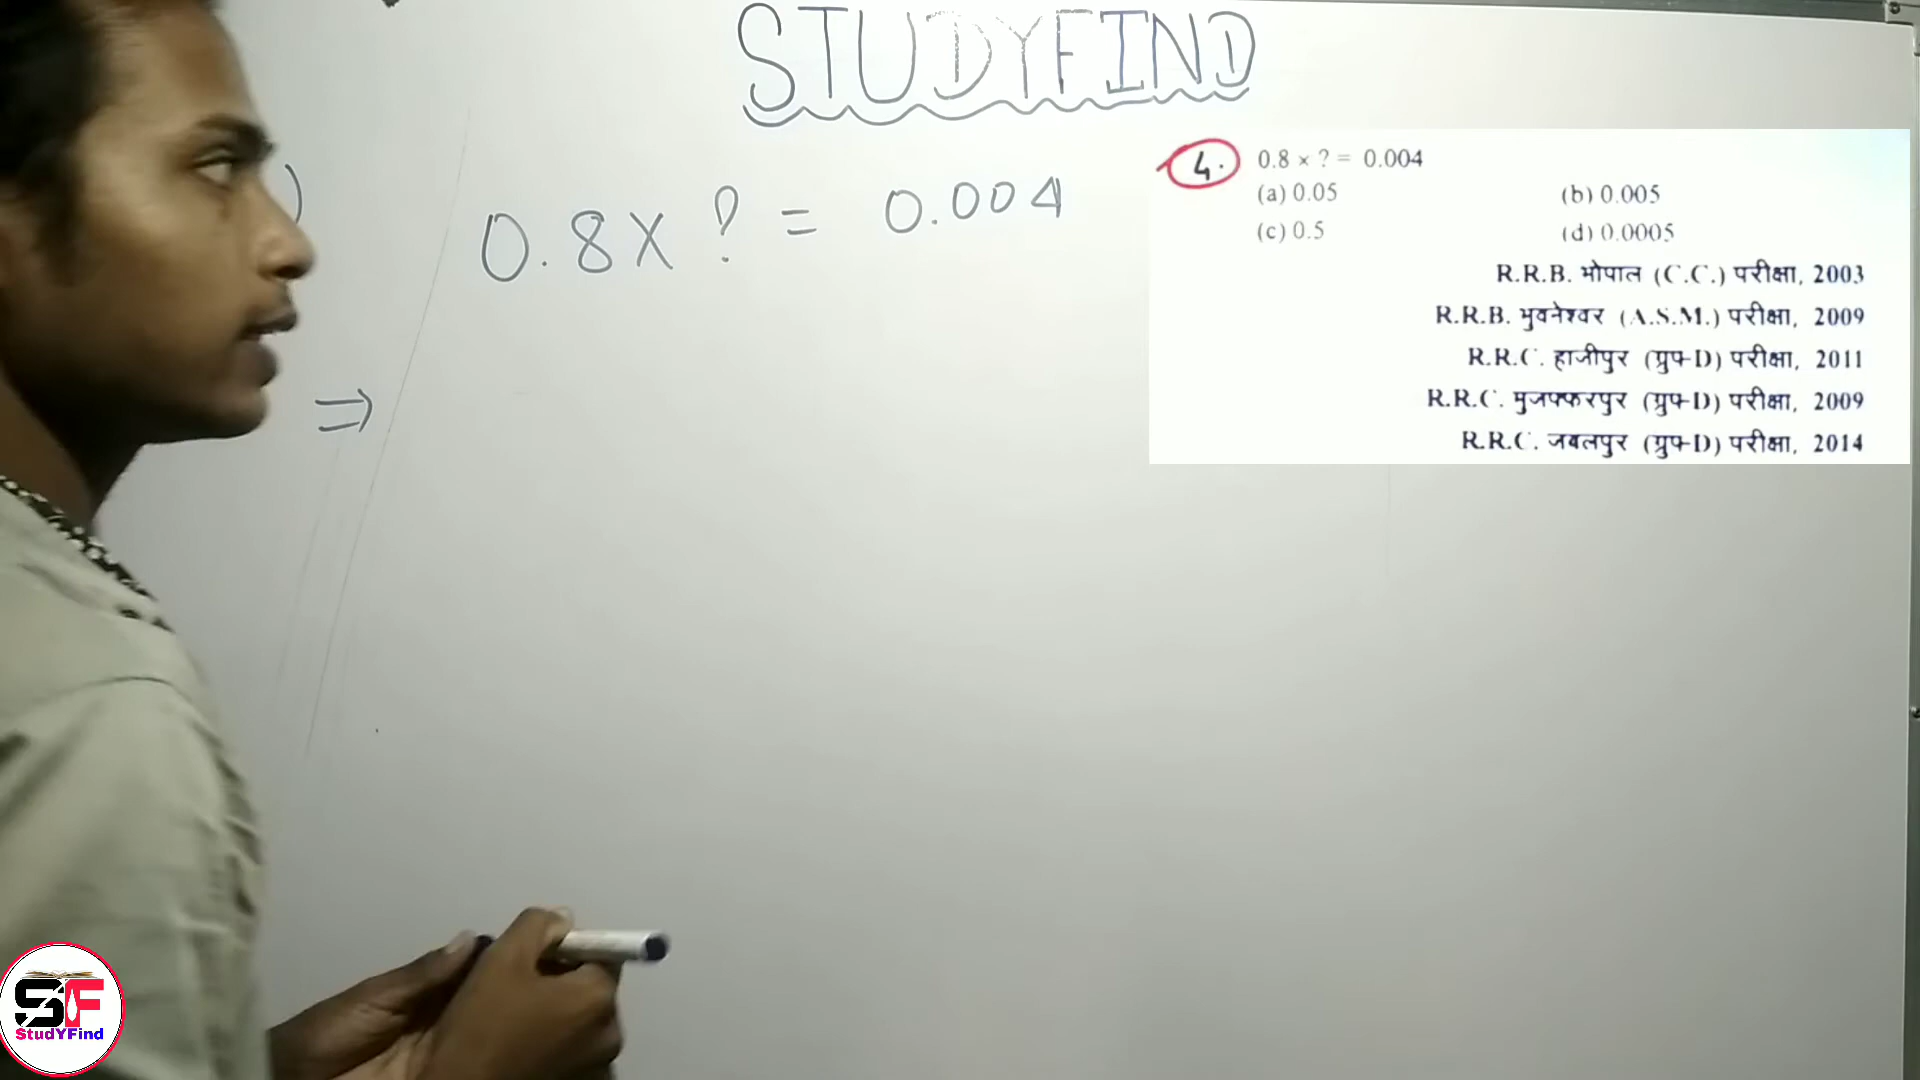 STUDYFIND
0.8 × ? = 0.004
4. 0.8 × ? = 0.004
(a) 0.05 (b) 0.005
(c) 0.5 (d) 0.0005
R.R.B. भोपाल (C.C.) परीक्षा, 2003
R.R.B. भुवनेश्वर (A.S.M.) परीक्षा, 2009
R.R.C. हाजीपुर (ग्रुप-D) परीक्षा, 2011
R.R.C. मुजफ्फरपुर (ग्रुप-D) परीक्षा, 2009
R.R.C. जबलपुर (ग्रुप-D) परीक्षा, 2014
)
⇒
SF
StudYFind